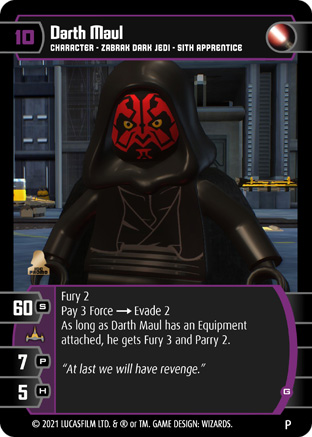 10
Darth Maul
CHARACTER - ZABRAK DARK JEDI - SITH APPRENTICE
60 S
Fury 2
Pay 3 Force → Evade 2
As long as Darth Maul has an Equipment
attached, he gets Fury 3 and Parry 2.
7 P
"At last we will have revenge."
5 H
G
© 2021 LUCASFILM LTD. & ® or TM. GAME DESIGN: WIZARDS.
P